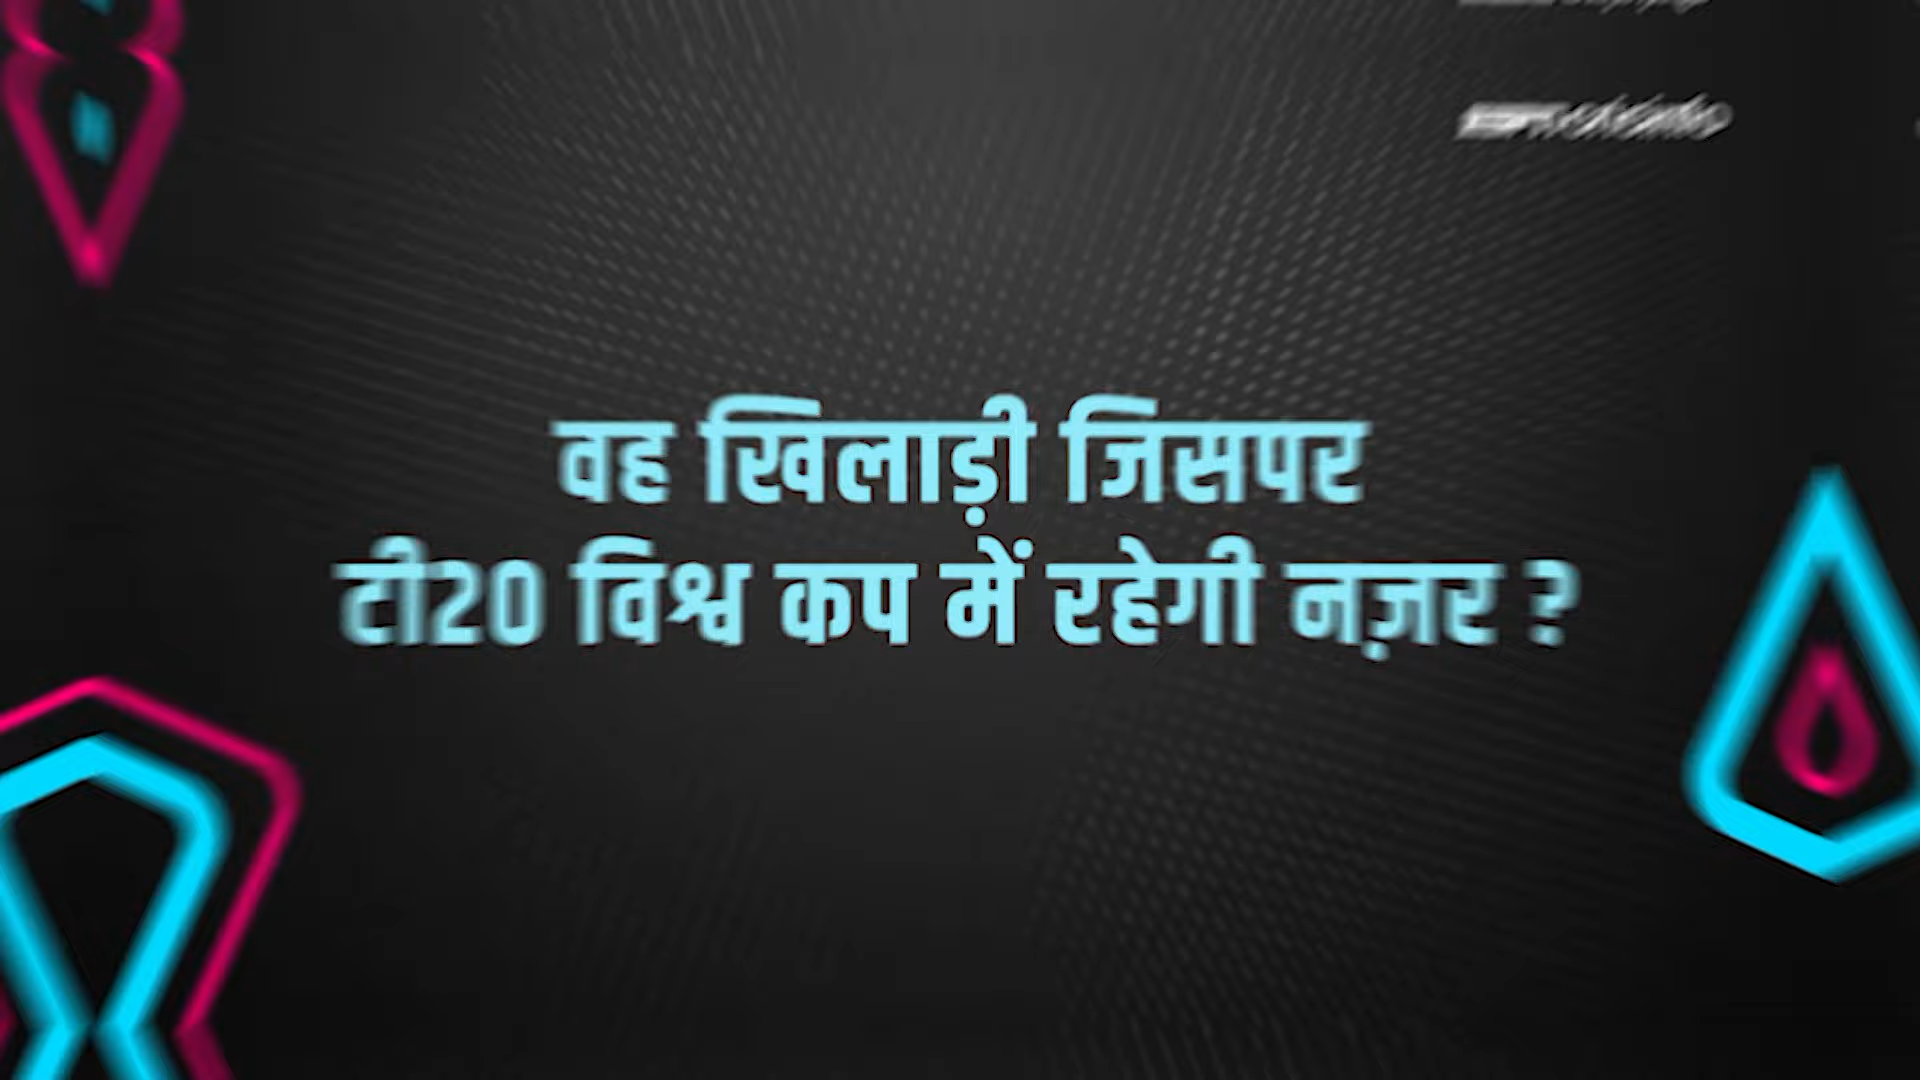 वह खिलाड़ी जिसपर
टी20 विश्व कप में रहेगी नज़र ?